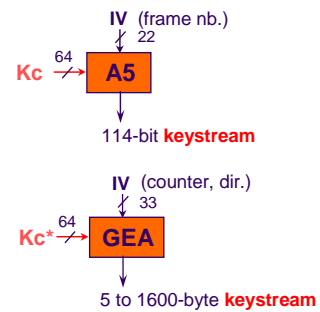 IV (frame nb.)
22
64
Kc
A5
114-bit keystream
IV (counter, dir.)
33
64
Kc*
GEA
5 to 1600-byte keystream